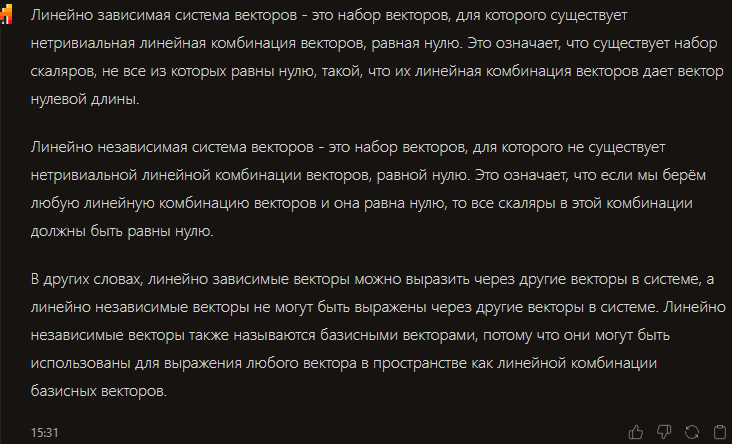 Линейно зависимая система векторов - это набор векторов, для которого существует
нетривиальная линейная комбинация векторов, равная нулю. Это означает, что существует набор
скаляров, не все из которых равны нулю, такой, что их линейная комбинация векторов дает вектор
нулевой длины.
Линейно независимая система векторов - это набор векторов, для которого не существует
нетривиальной линейной комбинации векторов, равной нулю. Это означает, что если мы берём
любую линейную комбинацию векторов и она равна нулю, то все скаляры в этой комбинации
должны быть равны нулю.
В других словах, линейно зависимые векторы можно выразить через другие векторы в системе, а
линейно независимые векторы не могут быть выражены через другие векторы в системе. Линейно
независимые векторы также называются базисными векторами, потому что они могут быть
использованы для выражения любого вектора в пространстве как линейной комбинации
базисных векторов.
15:31